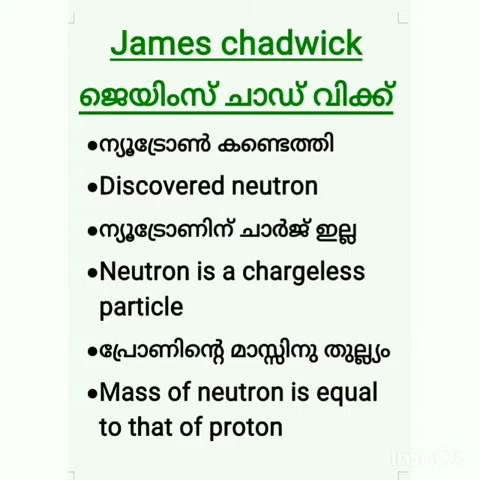 James chadwick
ജെയിംസ് ചാഡ് വിക്ക്
•ന്യൂട്രോൺ കണ്ടെത്തി
•Discovered neutron
•ന്യൂട്രോണിന് ചാർജ് ഇല്ല
•Neutron is a chargeless
particle
•പ്രോണിന്റെ മാസ്സിനു തുല്ല്യം
•Mass of neutron is equal
to that of proton